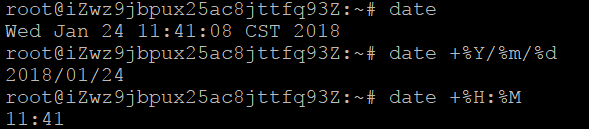 root@iZwz9jbpux25ac8jttfq93Z:~# date
Wed Jan 24 11:41:08 CST 2018
root@iZwz9jbpux25ac8jttfq93Z:~# date +%Y/%m/%d
2018/01/24
root@iZwz9jbpux25ac8jttfq93Z:~# date +%H:%M
11:41